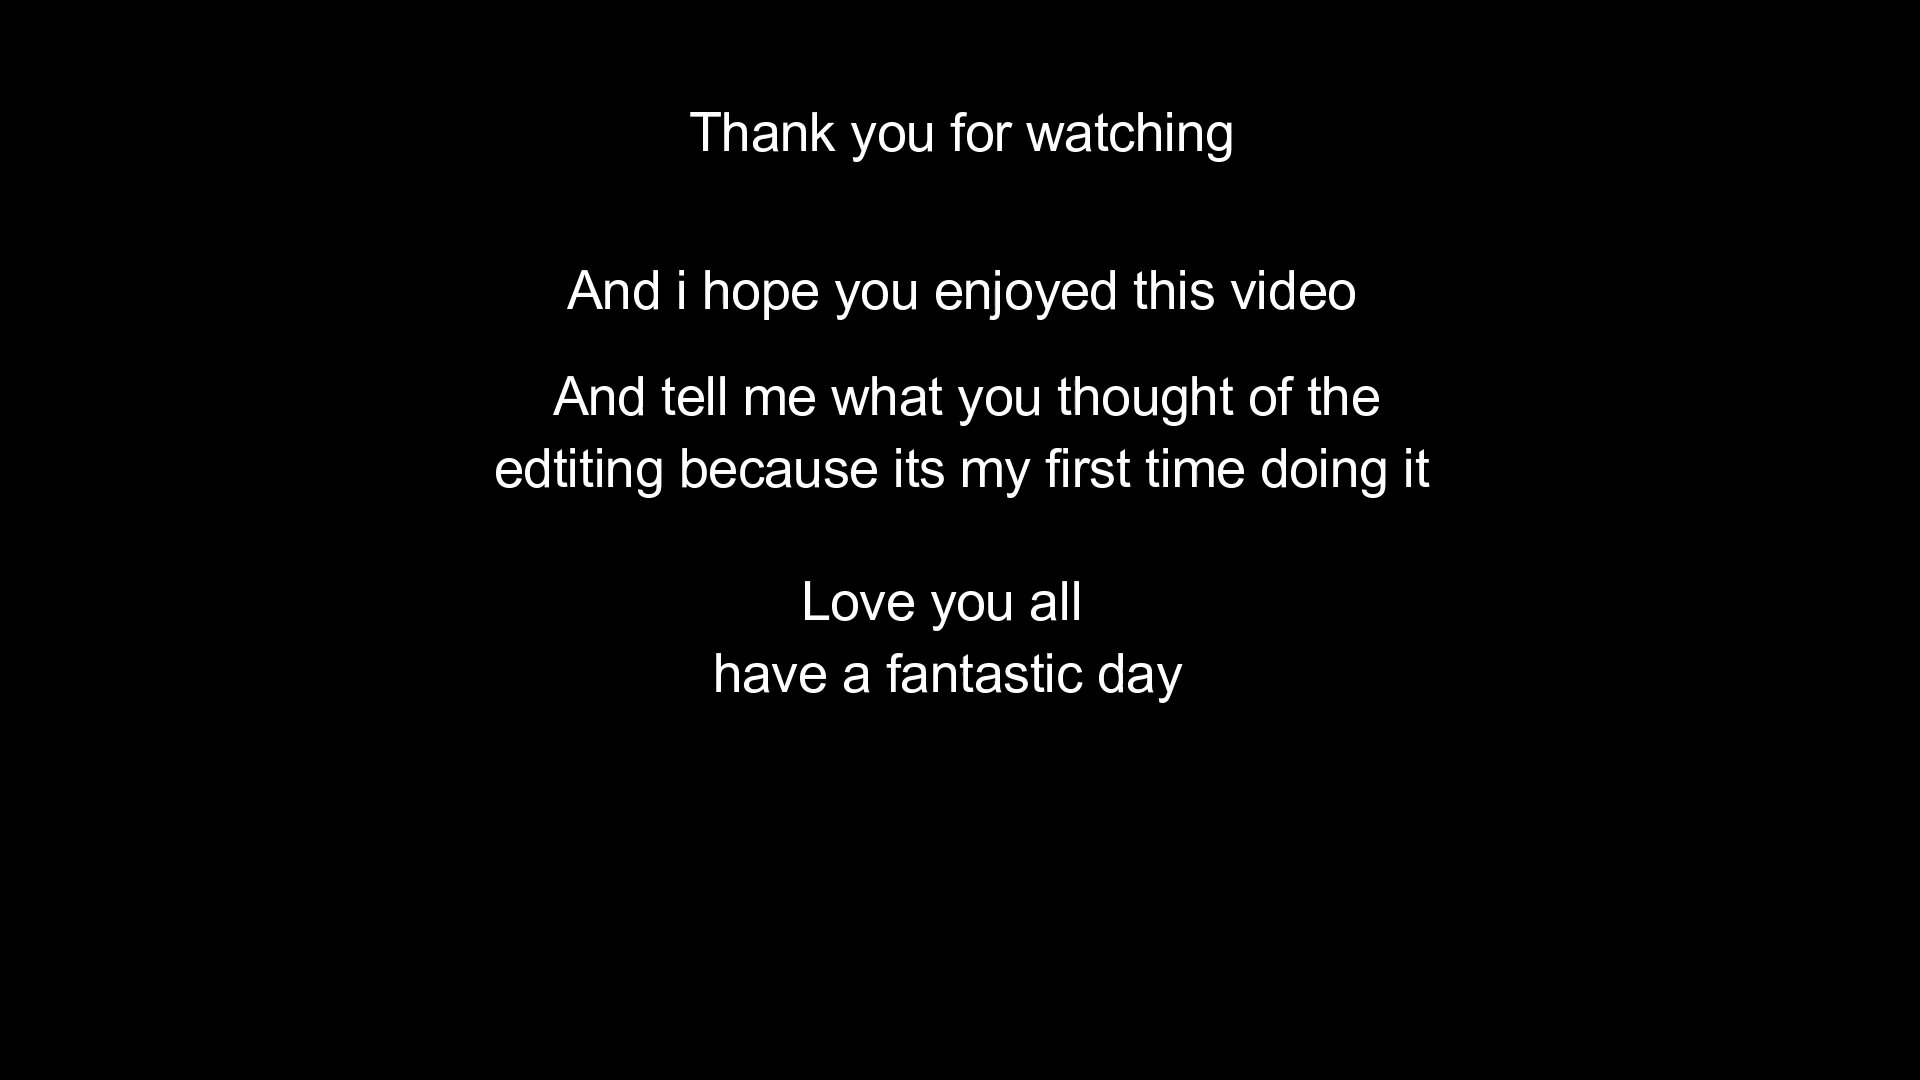 Thank you for watching
And i hope you enjoyed this video
And tell me what you thought of the
edtiting because its my first time doing it
Love you all
have a fantastic day